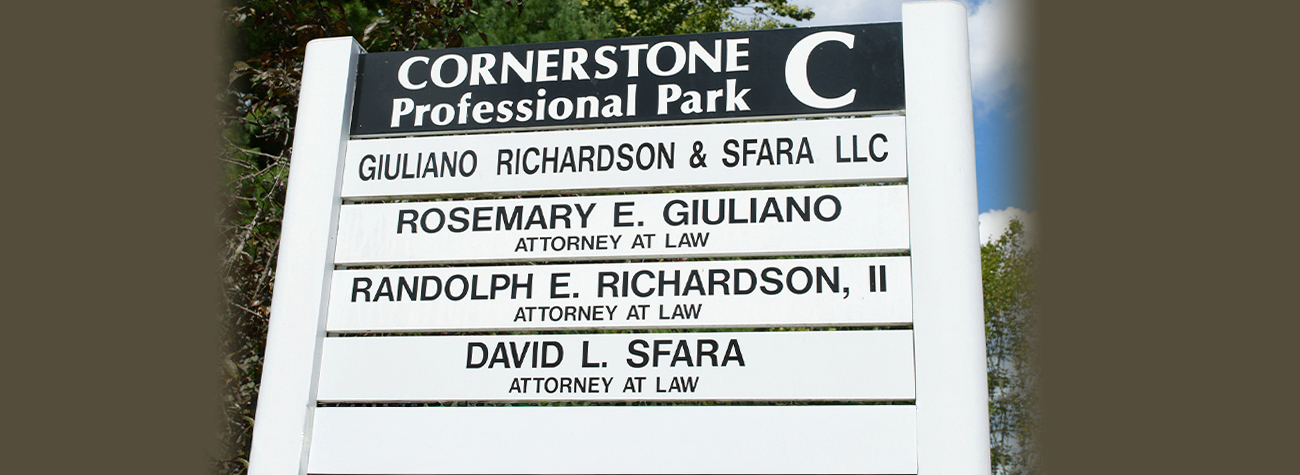 CORNERSTONE C
Professional Park
GIULIANO RICHARDSON & SFARA LLC
ROSEMARY E. GIULIANO
ATTORNEY AT LAW
RANDOLPH E. RICHARDSON, II
ATTORNEY AT LAW
DAVID L. SFARA
ATTORNEY AT LAW